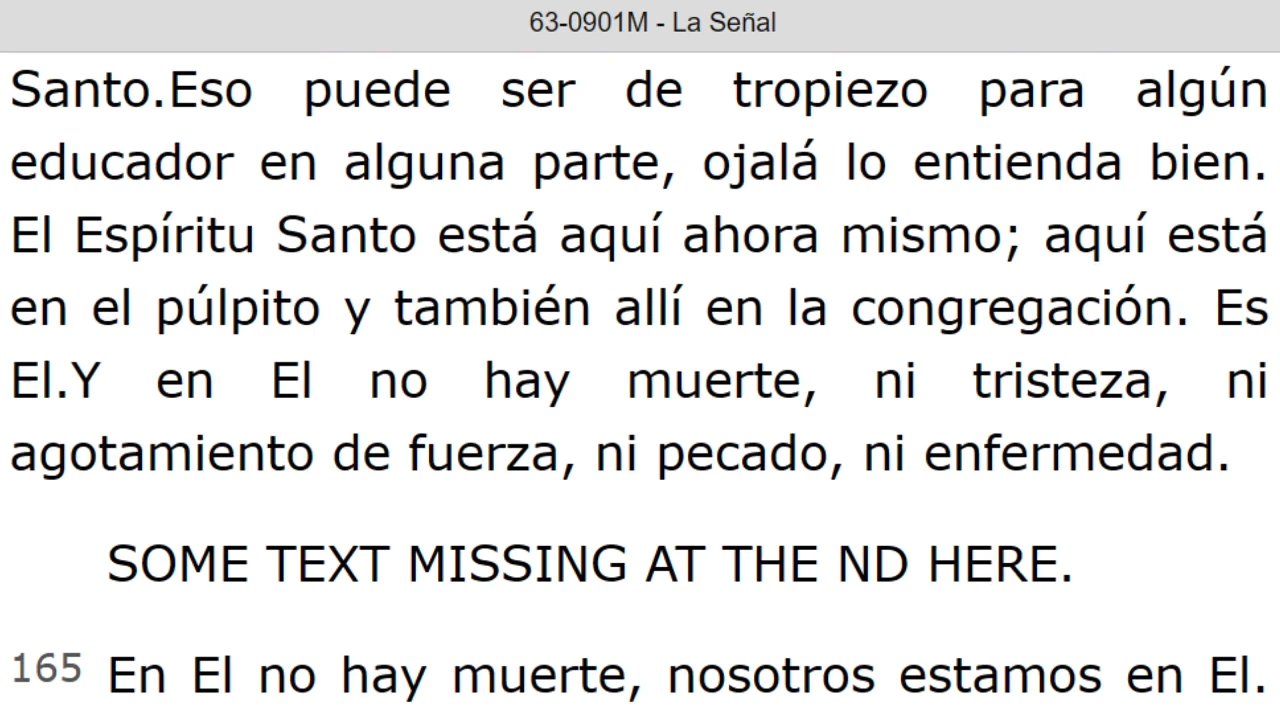 63-0901M - La Señal
Santo.Eso puede ser de tropiezo para algún
educador en alguna parte, ojalá lo entienda bien.
El Espíritu Santo está aquí ahora mismo; aquí está
en el púlpito y también allí en la congregación. Es
El.Y en El no hay muerte, ni tristeza, ni
agotamiento de fuerza, ni pecado, ni enfermedad.
SOME TEXT MISSING AT THE ND HERE.
165 En El no hay muerte, nosotros estamos en El.